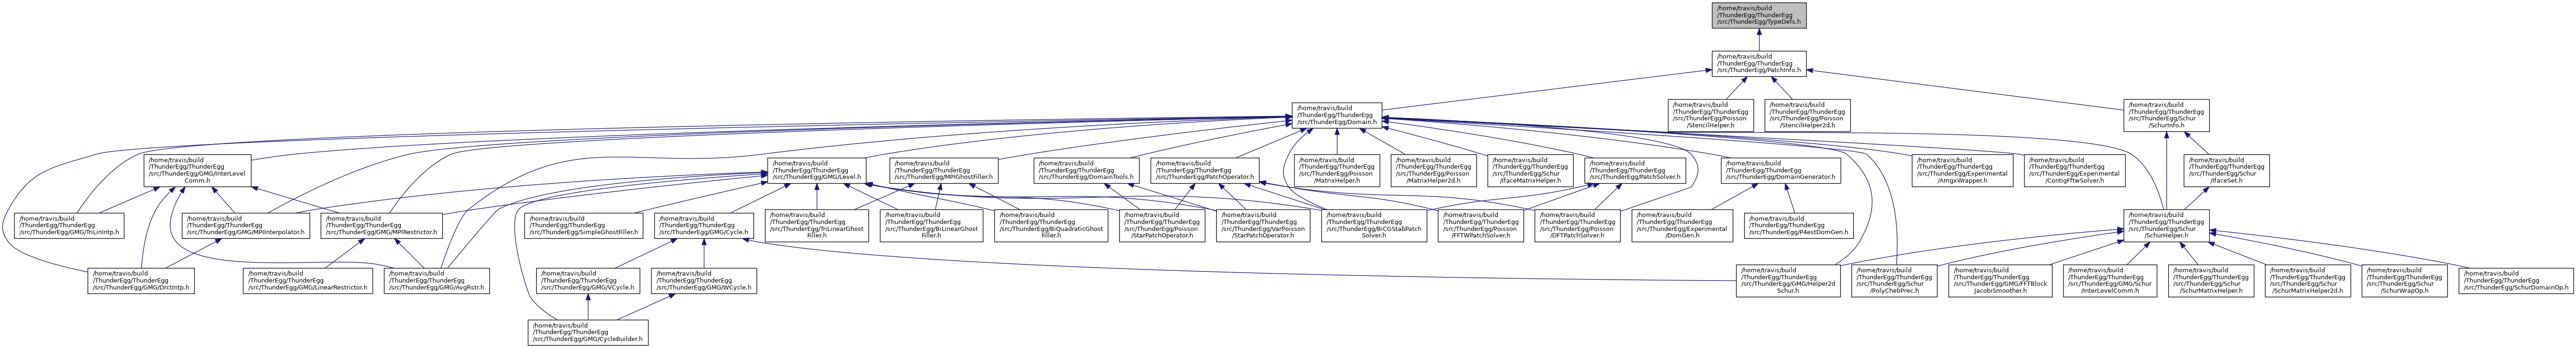 /home/travis/build
/ThunderEgg/ThunderEgg
/src/ThunderEgg/TypeDefs.h
/home/travis/build
/ThunderEgg/ThunderEgg
/src/ThunderEgg/PatchInfo.h
/home/travis/build
/ThunderEgg/ThunderEgg
/src/ThunderEgg/Domain.h
/home/travis/build
/ThunderEgg/ThunderEgg
/src/ThunderEgg/Poisson
/StencilHelper.h
/home/travis/build
/ThunderEgg/ThunderEgg
/src/ThunderEgg/Poisson
/StencilHelper2d.h
/home/travis/build
/ThunderEgg/ThunderEgg
/src/ThunderEgg/Schur
/SchurInfo.h
/home/travis/build
/ThunderEgg/ThunderEgg
/src/ThunderEgg/GMG/InterLevel
Comm.h
/home/travis/build
/ThunderEgg/ThunderEgg
/src/ThunderEgg/GMG/Level.h
/home/travis/build
/ThunderEgg/ThunderEgg
/src/ThunderEgg/MPIGhostFiller.h
/home/travis/build
/ThunderEgg/ThunderEgg
/src/ThunderEgg/DomainTools.h
/home/travis/build
/ThunderEgg/ThunderEgg
/src/ThunderEgg/PatchOperator.h
/home/travis/build
/ThunderEgg/ThunderEgg
/src/ThunderEgg/Poisson
/MatrixHelper.h
/home/travis/build
/ThunderEgg/ThunderEgg
/src/ThunderEgg/Poisson
/MatrixHelper2d.h
/home/travis/build
/ThunderEgg/ThunderEgg
/src/ThunderEgg/Schur
/IfaceMatrixHelper.h
/home/travis/build
/ThunderEgg/ThunderEgg
/src/ThunderEgg/PatchSolver.h
/home/travis/build
/ThunderEgg/ThunderEgg
/src/ThunderEgg/DomainGenerator.h
/home/travis/build
/ThunderEgg/ThunderEgg
/src/ThunderEgg/Experimental
/AmgxWrapper.h
/home/travis/build
/ThunderEgg/ThunderEgg
/src/ThunderEgg/Experimental
/ContigFftwSolver.h
/home/travis/build
/ThunderEgg/ThunderEgg
/src/ThunderEgg/Schur
/IfaceSet.h
/home/travis/build
/ThunderEgg/ThunderEgg
/src/ThunderEgg/GMG/TriLinIntp.h
/home/travis/build
/ThunderEgg/ThunderEgg
/src/ThunderEgg/GMG/MPIInterpolator.h
/home/travis/build
/ThunderEgg/ThunderEgg
/src/ThunderEgg/GMG/MPIRestrictor.h
/home/travis/build
/ThunderEgg/ThunderEgg
/src/ThunderEgg/SimpleGhostFiller.h
/home/travis/build
/ThunderEgg/ThunderEgg
/src/ThunderEgg/GMG/Cycle.h
/home/travis/build
/ThunderEgg/ThunderEgg
/src/ThunderEgg/TriLinearGhost
Filler.h
/home/travis/build
/ThunderEgg/ThunderEgg
/src/ThunderEgg/BiLinearGhost
Filler.h
/home/travis/build
/ThunderEgg/ThunderEgg
/src/ThunderEgg/BiQuadraticGhost
Filler.h
/home/travis/build
/ThunderEgg/ThunderEgg
/src/ThunderEgg/Poisson
/StarPatchOperator.h
/home/travis/build
/ThunderEgg/ThunderEgg
/src/ThunderEgg/VarPoisson
/StarPatchOperator.h
/home/travis/build
/ThunderEgg/ThunderEgg
/src/ThunderEgg/BiCGStabPatch
Solver.h
/home/travis/build
/ThunderEgg/ThunderEgg
/src/ThunderEgg/Poisson
/FFTWPatchSolver.h
/home/travis/build
/ThunderEgg/ThunderEgg
/src/ThunderEgg/Poisson
/DFTPatchSolver.h
/home/travis/build
/ThunderEgg/ThunderEgg
/src/ThunderEgg/Experimental
/DomGen.h
/home/travis/build
/ThunderEgg/ThunderEgg
/src/ThunderEgg/P4estDomGen.h
/home/travis/build
/ThunderEgg/ThunderEgg
/src/ThunderEgg/Schur
/SchurHelper.h
/home/travis/build
/ThunderEgg/ThunderEgg
/src/ThunderEgg/GMG/DrctIntp.h
/home/travis/build
/ThunderEgg/ThunderEgg
/src/ThunderEgg/GMG/LinearRestrictor.h
/home/travis/build
/ThunderEgg/ThunderEgg
/src/ThunderEgg/GMG/AvgRstr.h
/home/travis/build
/ThunderEgg/ThunderEgg
/src/ThunderEgg/GMG/VCycle.h
/home/travis/build
/ThunderEgg/ThunderEgg
/src/ThunderEgg/GMG/WCycle.h
/home/travis/build
/ThunderEgg/ThunderEgg
/src/ThunderEgg/GMG/Helper2d
Schur.h
/home/travis/build
/ThunderEgg/ThunderEgg
/src/ThunderEgg/Schur
/PolyChebPrec.h
/home/travis/build
/ThunderEgg/ThunderEgg
/src/ThunderEgg/GMG/FFTBlock
JacobiSmoother.h
/home/travis/build
/ThunderEgg/ThunderEgg
/src/ThunderEgg/GMG/Schur
/InterLevelComm.h
/home/travis/build
/ThunderEgg/ThunderEgg
/src/ThunderEgg/Schur
/SchurMatrixHelper.h
/home/travis/build
/ThunderEgg/ThunderEgg
/src/ThunderEgg/Schur
/SchurMatrixHelper2d.h
/home/travis/build
/ThunderEgg/ThunderEgg
/src/ThunderEgg/Schur
/SchurWrapOp.h
/home/travis/build
/ThunderEgg/ThunderEgg
/src/ThunderEgg/SchurDomainOp.h
/home/travis/build
/ThunderEgg/ThunderEgg
/src/ThunderEgg/GMG/CycleBuilder.h